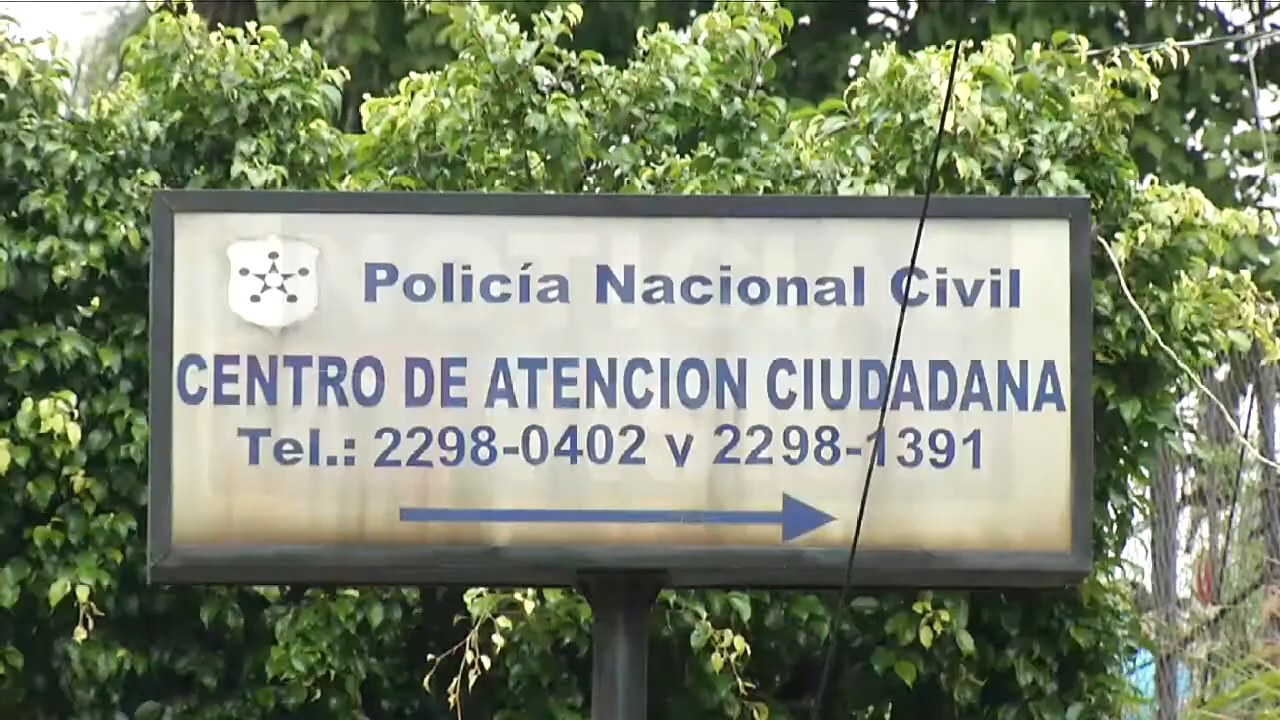 Policía Nacional Civil
CENTRO DE ATENCION CIUDADANA
Tel.: 2298-0402 y 2298-1391